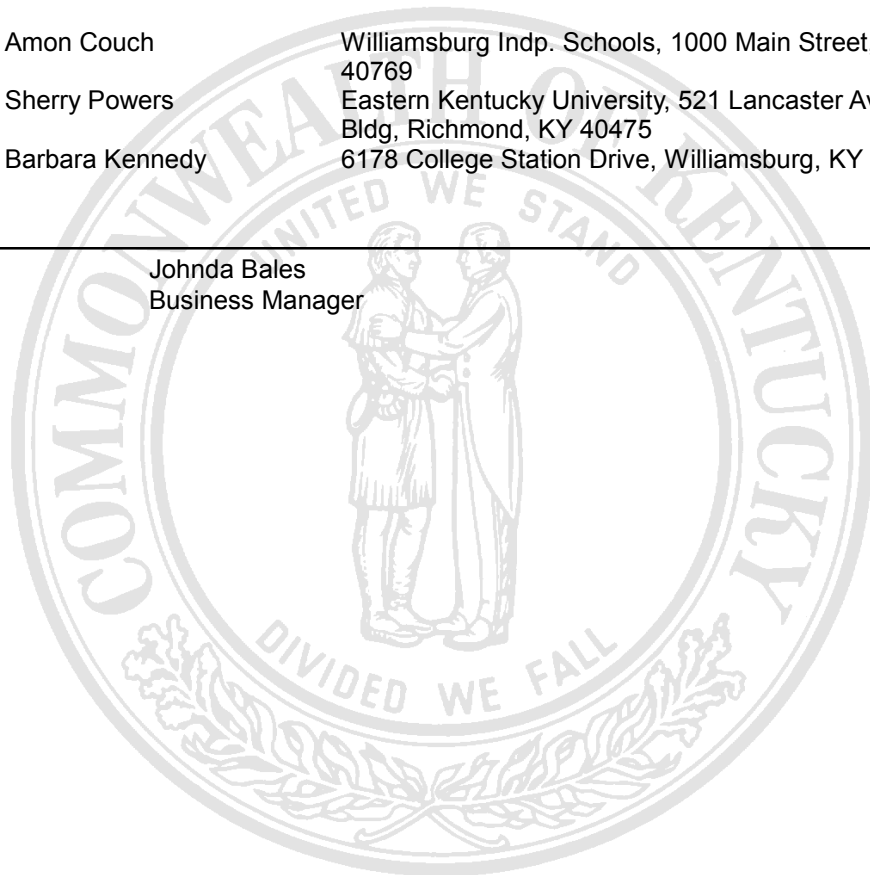 Amon Couch Williamsburg Indp. Schools, 1000 Main Street,
40769
Sherry Powers Eastern Kentucky University, 521 Lancaster Av
Bldg, Richmond, KY 40475
Barbara Kennedy 6178 College Station Drive, Williamsburg, KY
Johnda Bales
Business Manager
COMMONWEALTH OF KENTUCKY
UNITED WE STAND
DIVIDED WE FALL